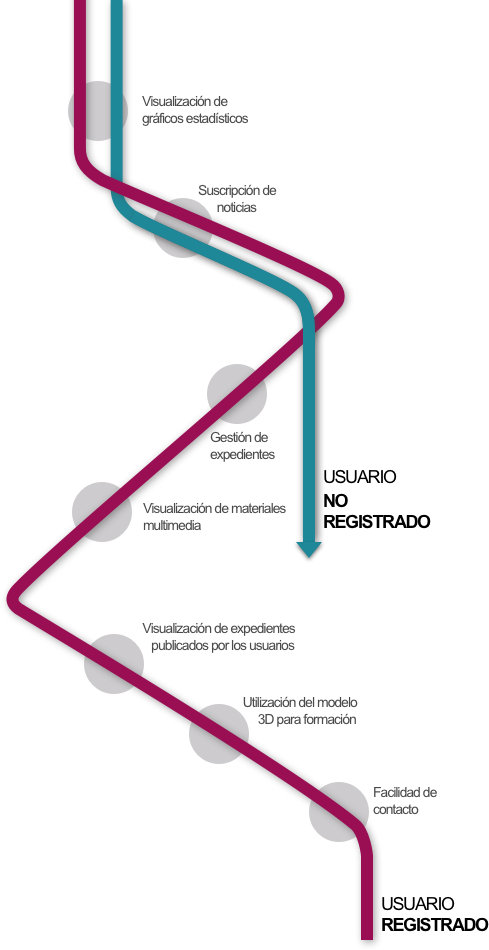 Visualización de
gráficos estadísticos
Suscripción de
noticias
Gestión de
expedientes
USUARIO
NO
REGISTRADO
Visualización de materiales
multimedia
Visualización de expedientes
publicados por los usuarios
Utilización del modelo
3D para formación
Facilidad de
contacto
USUARIO
REGISTRADO